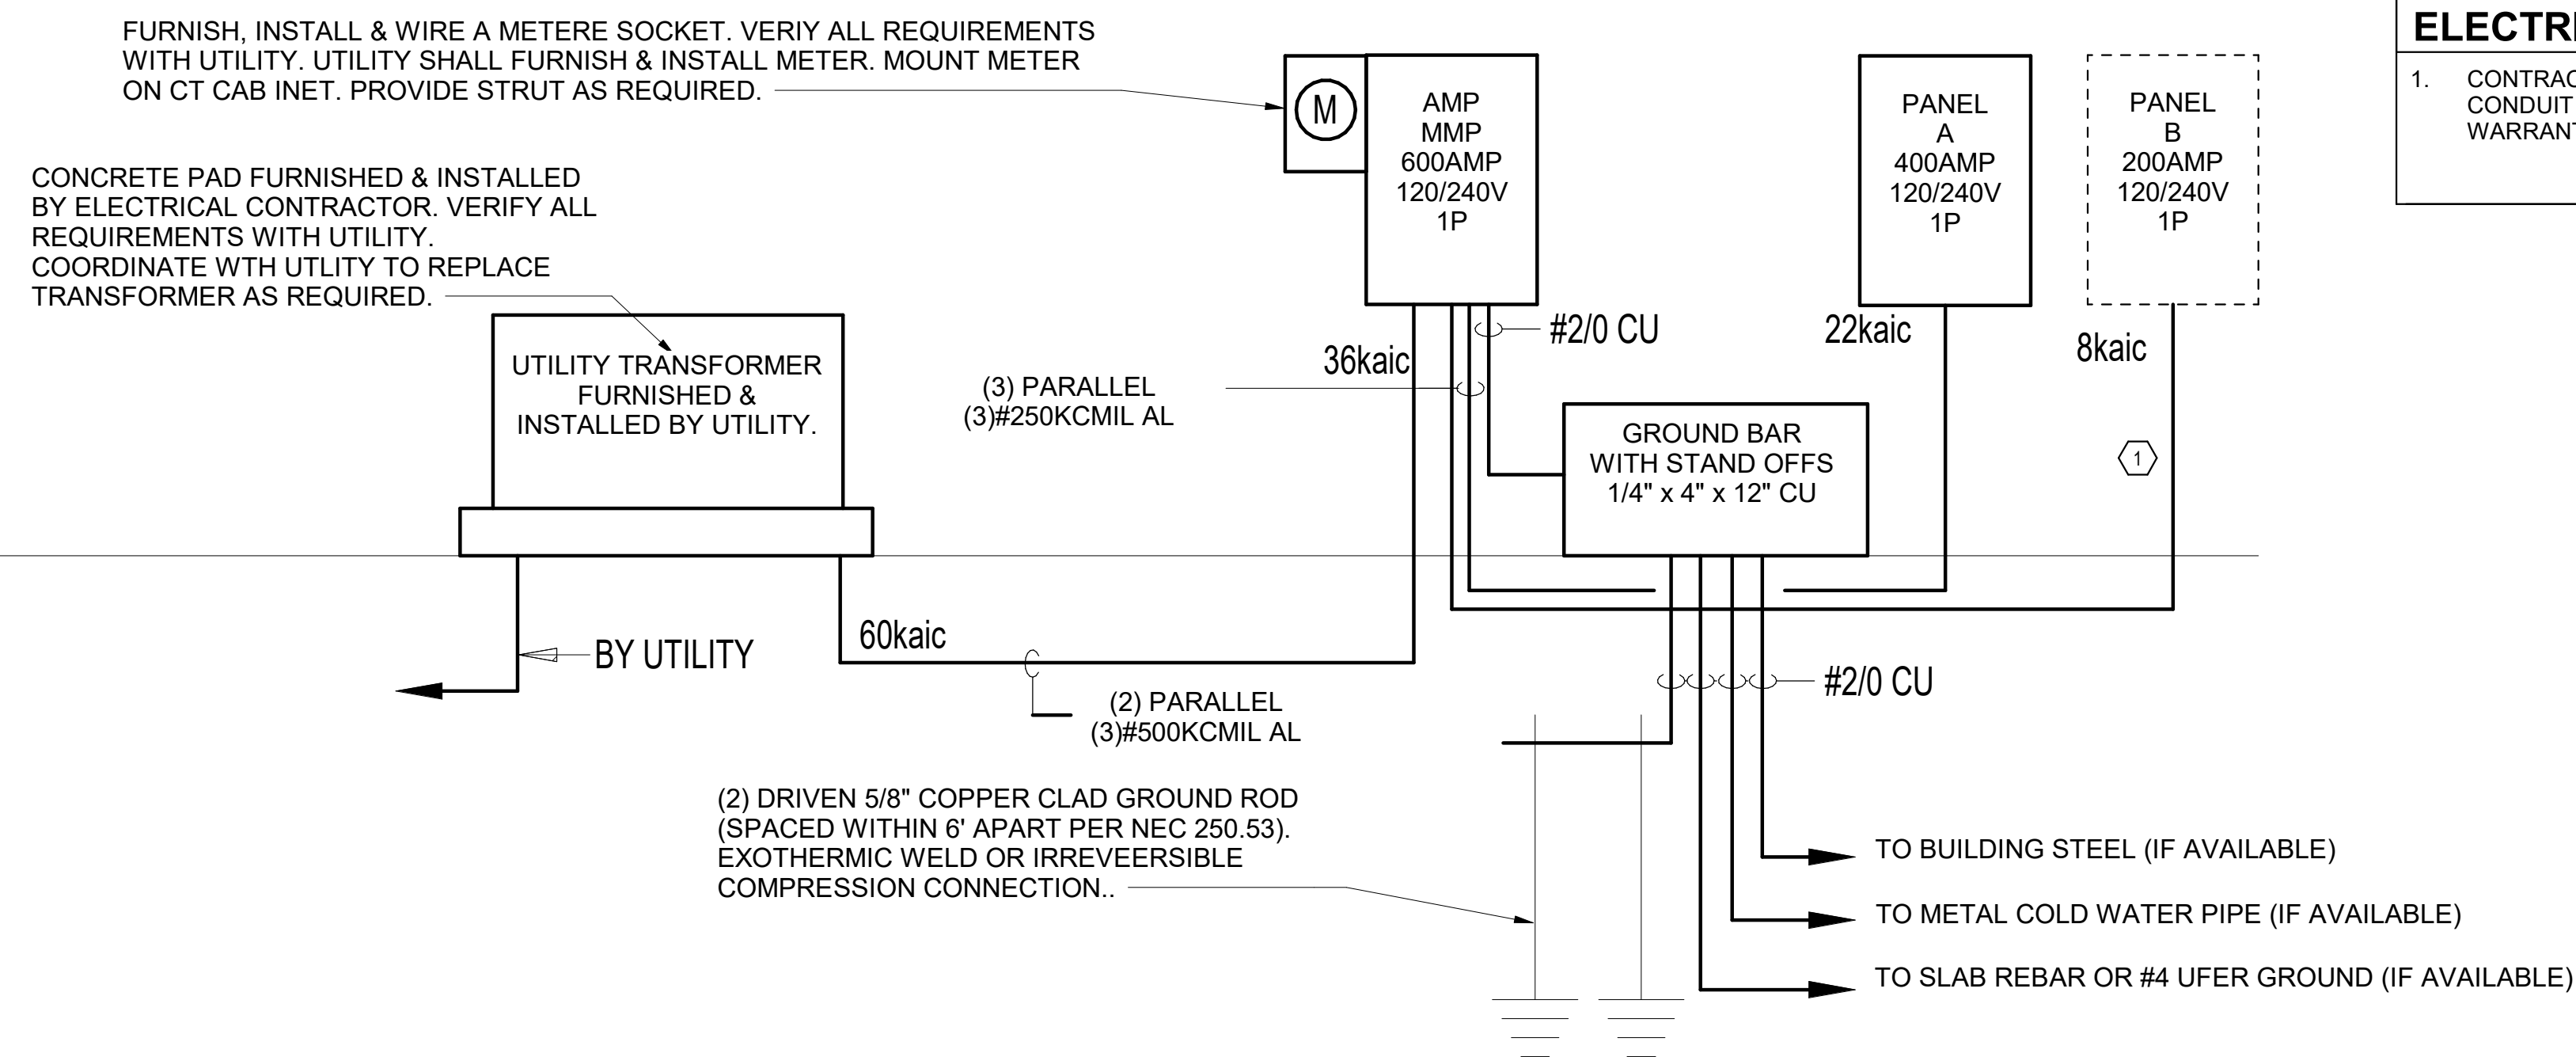 FURNISH, INSTALL & WIRE A METERE SOCKET. VERIY ALL REQUIREMENTS
WITH UTILITY. UTILITY SHALL FURNISH & INSTALL METER. MOUNT METER
ON CT CAB INET. PROVIDE STRUT AS REQUIRED.
CONCRETE PAD FURNISHED & INSTALLED
BY ELECTRICAL CONTRACTOR. VERIFY ALL
REQUIREMENTS WITH UTILITY.
COORDINATE WTH UTLITY TO REPLACE
TRANSFORMER AS REQUIRED.
UTILITY TRANSFORMER
FURNISHED &
INSTALLED BY UTILITY.
M
AMP
MMP
600AMP
120/240V
1P
PANEL
A
400AMP
120/240V
1P
PANEL
B
200AMP
120/240V
1P
1.
36kaic
#2/0 CU
22kaic
8kaic
(3) PARALLEL
(3)#250KCMIL AL
GROUND BAR
WITH STAND OFFS
1/4" x 4" x 12" CU
1
BY UTILITY
60kaic
(2) PARALLEL
(3)#500KCMIL AL
#2/0 CU
(2) DRIVEN 5/8" COPPER CLAD GROUND ROD
(SPACED WITHIN 6' APART PER NEC 250.53).
EXOTHERMIC WELD OR IRREVEERSIBLE
COMPRESSION CONNECTION..
TO BUILDING STEEL (IF AVAILABLE)
TO METAL COLD WATER PIPE (IF AVAILABLE)
TO SLAB REBAR OR #4 UFER GROUND (IF AVAILABLE)
CONDUIT